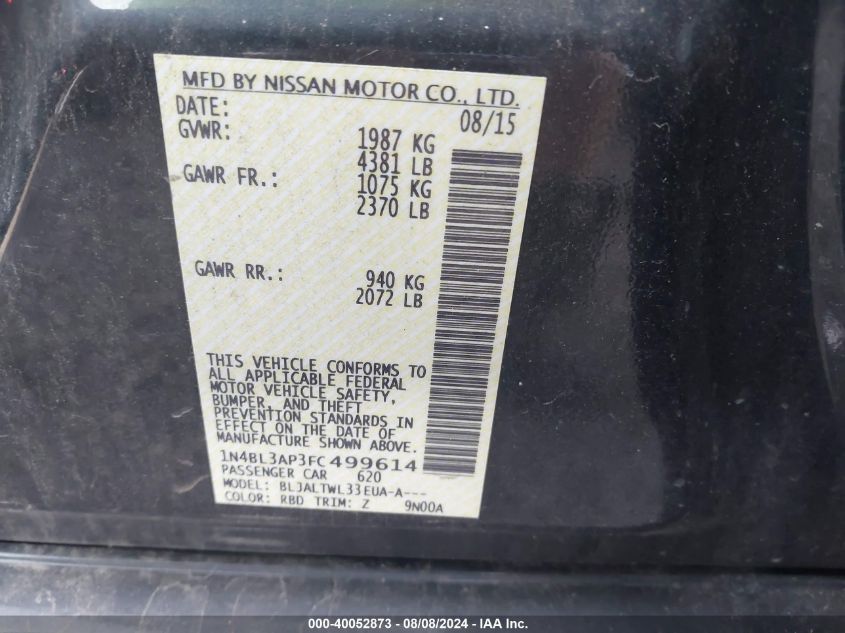 MFD BY NISSAN MOTOR CO., LTD.
DATE: 08/15
GVWR: 1987 KG
4381 LB
GAWR FR.: 1075 KG
2370 LB
GAWR RR.: 940 KG
2072 LB
THIS VEHICLE CONFORMS TO
ALL APPLICABLE FEDERAL
MOTOR VEHICLE SAFETY,
BUMPER, AND THEFT
PREVENTION STANDARDS IN
EFFECT ON THE DATE OF
MANUFACTURE SHOWN ABOVE.
1N4BL3AP3FC499614
PASSENGER CAR 620
MODEL: BLJALTWL33EUA-A---
COLOR: RBD TRIM: Z 9N00A
000-40052873 - 08/08/2024 - IAA Inc.